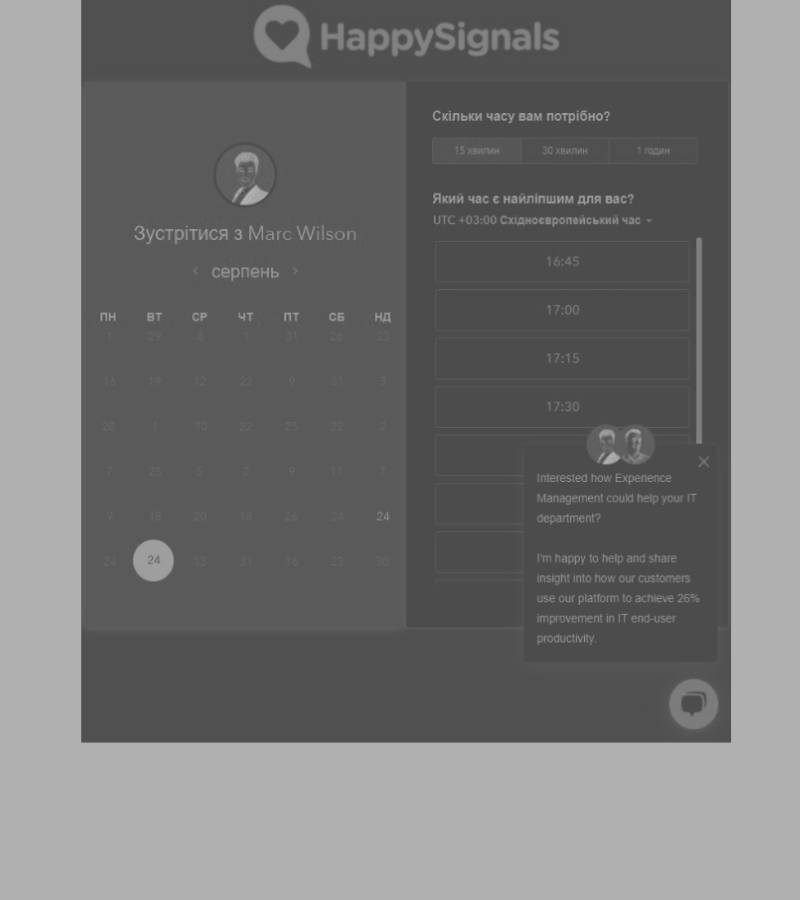 HappySignals
Зустрітися з Marc Wilson
серпень
ПН ВТ СР ЧТ ПТ СБ НД
1 29 6 1 31 26 23
16 19 12 22 9 31 3
28 1 10 22 25 22 2
7 25 5 2 9 11 7
9 15 20 18 26 24 24
24 24 13 31 16 23 30
Скільки часу вам потрібно?
15 хвилин 30 хвилин 1 годин
Який час є найліпшим для вас?
UTC +03:00 Східноєвропейський час
16:45
17:00
17:15
17:30
Interested how Experience
Management could help your IT
department?
I'm happy to help and share
insight into how our customers
use our platform to achieve 26%
improvement in IT end-user
productivity.